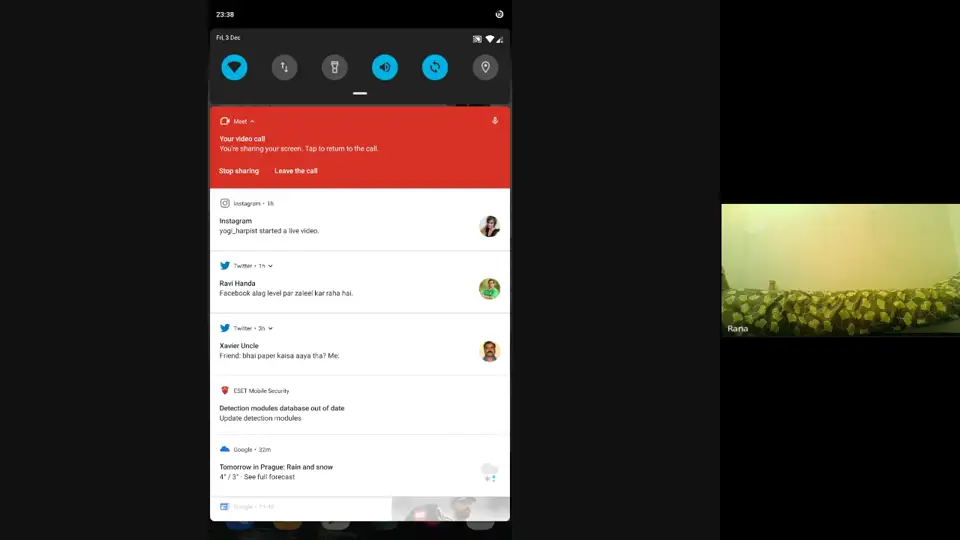 23:38
Fri, 3 Dec
Meet
Your video call
You're sharing your screen. Tap to return to the call.
Stop sharing Leave the call
Instagram •
Instagram
yogi_harpist started a live video.
Twitter • 1h
Ravi Handa
Facebook alag level par zaleel kar raha hai.
Twitter • 3h
Xavier Uncle
Friend: bhai paper kaisa aaya tha? Me:
ESET Mobile Security
Detection modules database out of date
Update detection modules
Google • 32m
Tomorrow in Prague: Rain and snow
4° / 3° · See full forecast
Google •
Rana